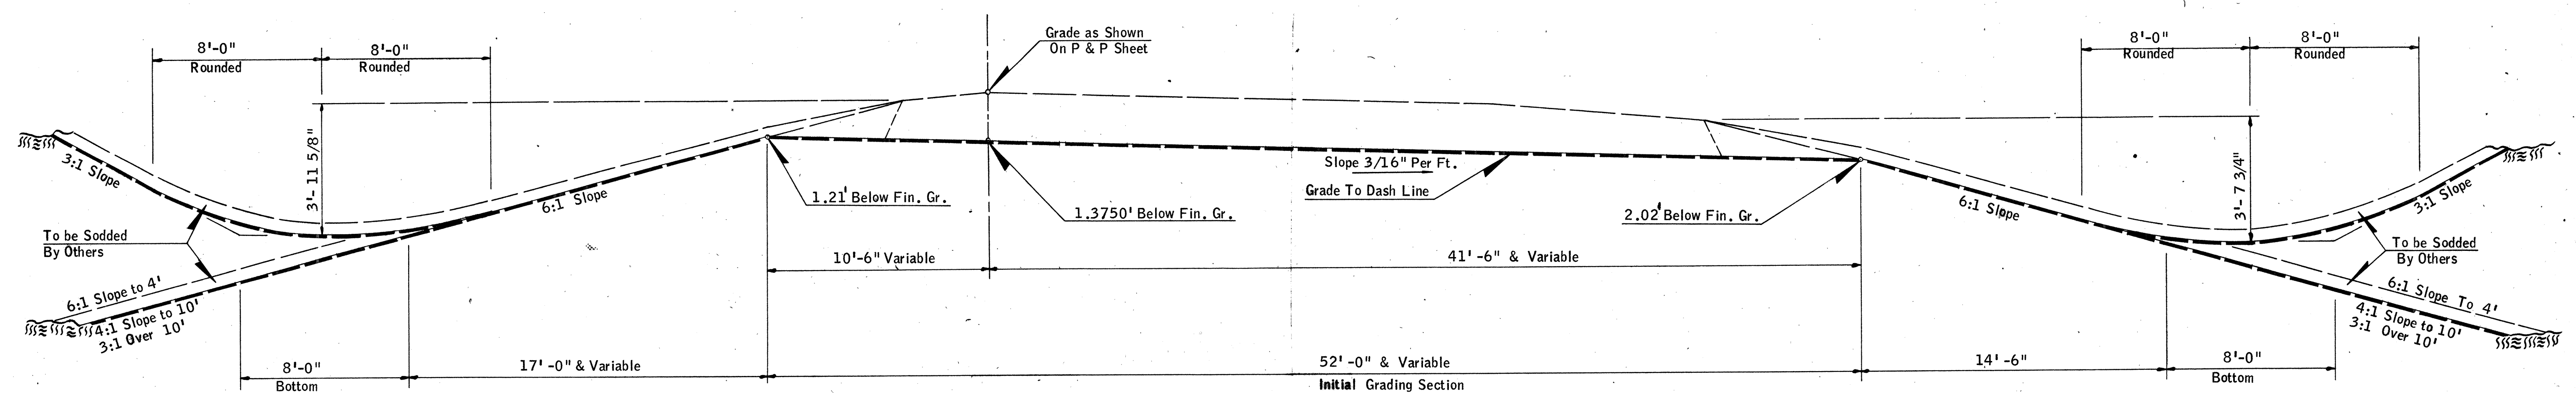 Grade as Shown
On P & P Sheet
8'-0"
Rounded
8'-0"
Rounded
8'-0"
Rounded
8'-0"
Rounded
3'- 11 5/8"
3'- 7 3/4"
3:1 Slope
6:1 Slope
Slope 3/16" Per Ft.
Grade To Dash Line
1.21' Below Fin. Gr.
1.3750' Below Fin. Gr.
2.02' Below Fin. Gr.
6:1 Slope
3:1 Slope
To be Sodded
By Others
To be Sodded
By Others
10'-6" Variable
41'-6" & Variable
6:1 Slope to 4'
4:1 Slope to 10'
3:1 Over 10'
6:1 Slope To 4'
4:1 Slope to 10'
3:1 Over 10'
8'-0"
Bottom
17'-0" & Variable
52'-0" & Variable
Initial Grading Section
14'-6"
8'-0"
Bottom